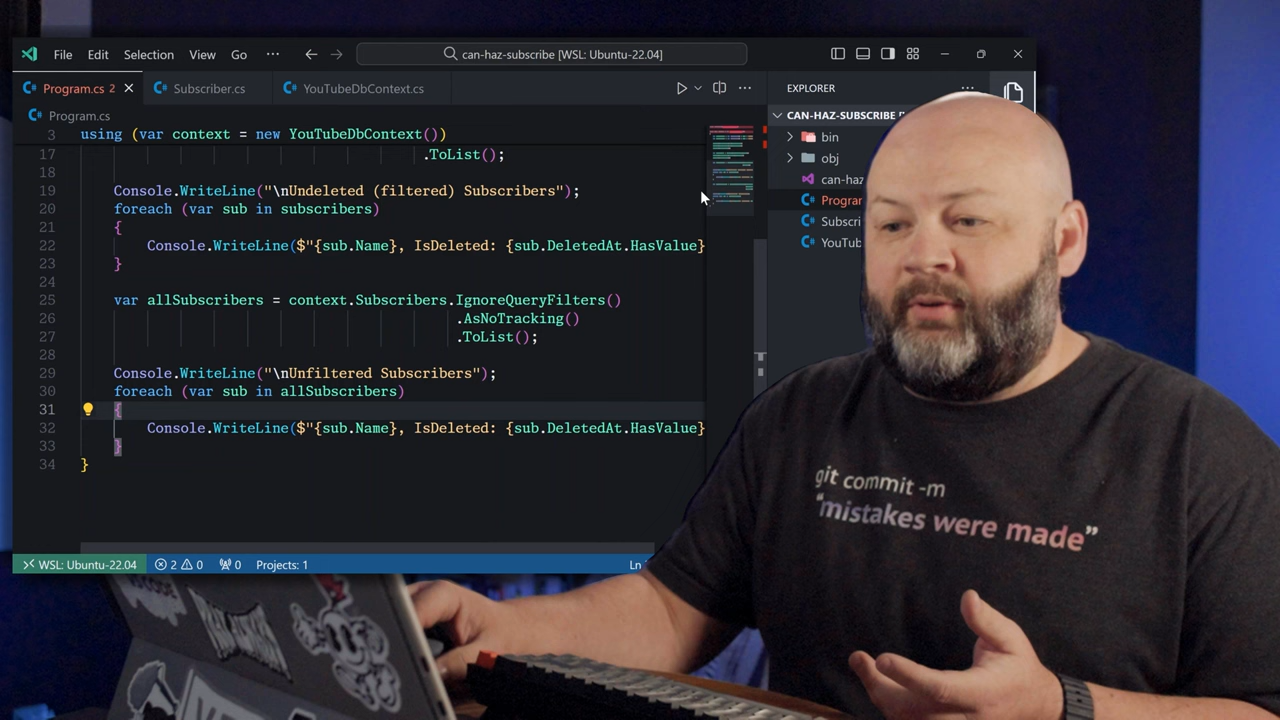 File Edit Selection View Go ··· can-haz-subscribe [WSL: Ubuntu-22.04]
Program.cs 2 Subscriber.cs YouTubeDbContext.cs
EXPLORER
Program.cs
CAN-HAZ-SUBSCRIBE
bin
obj
can-haz
Program
Subscri
YouTub
3 using (var context = new YouTubeDbContext())
17 .ToList();
18
19 Console.WriteLine("\nUndeleted (filtered) Subscribers");
20 foreach (var sub in subscribers)
21 {
22 Console.WriteLine($"{sub.Name}, IsDeleted: {sub.DeletedAt.HasValue}
23 }
24
25 var allSubscribers = context.Subscribers.IgnoreQueryFilters()
26 .AsNoTracking()
27 .ToList();
28
29 Console.WriteLine("\nUnfiltered Subscribers");
30 foreach (var sub in allSubscribers)
31 {
32 Console.WriteLine($"{sub.Name}, IsDeleted: {sub.DeletedAt.HasValue}
33 }
34 }
WSL: Ubuntu-22.04 2 0 0 Projects: 1 Ln
git commit -m
"mistakes were made"